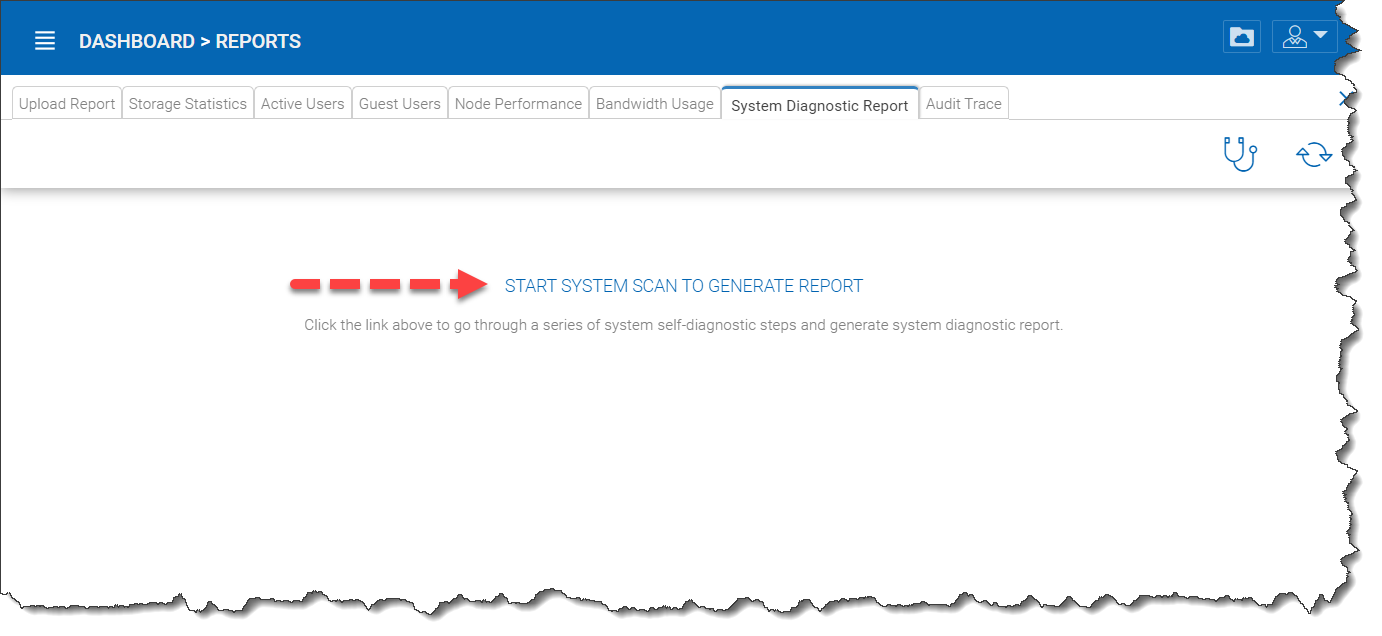 DASHBOARD > REPORTS
Upload Report Storage Statistics Active Users Guest Users Node Performance Bandwidth Usage System Diagnostic Report Audit Trace
START SYSTEM SCAN TO GENERATE REPORT
Click the link above to go through a series of system self-diagnostic steps and generate system diagnostic report.